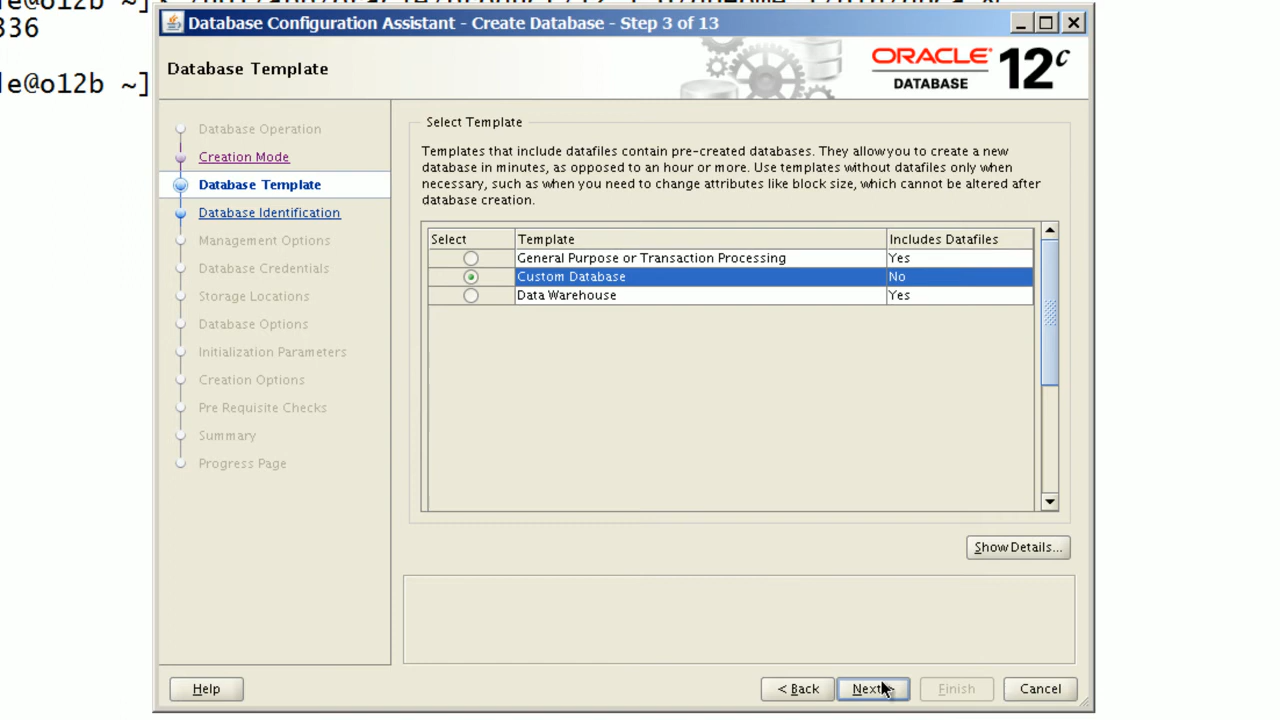 le@o12b ~]
Database Configuration Assistant - Create Database - Step 3 of 13
336
Database Template
ORACLE
DATABASE
12c
le@o12b ~]
Database Operation
Creation Mode
Database Template
Database Identification
Management Options
Database Credentials
Storage Locations
Database Options
Initialization Parameters
Creation Options
Pre Requisite Checks
Summary
Progress Page
Select Template
Templates that include datafiles contain pre-created databases. They allow you to create a new
database in minutes, as opposed to an hour or more. Use templates without datafiles only when
necessary, such as when you need to change attributes like block size, which cannot be altered after
database creation.
Select Template Includes Datafiles
General Purpose or Transaction Processing Yes
Custom Database No
Data Warehouse Yes
Show Details...
Help
< Back
Next
Finish
Cancel